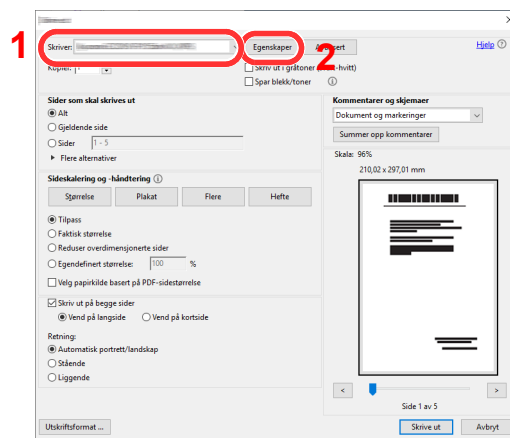 1
2
Skriver:
Egenskaper
Hjelp
Kopier: 1
Skriv ut i gråtoner
Spar blekk/toner
Sider som skal skrives ut
Alt
Gjeldende side
Sider 1 - 5
Flere alternativer
Sideskalering og -håndtering
Størrelse Plakat Flere Hefte
Tilpass
Faktisk størrelse
Reduser overdimensjonerte sider
Egendefinert størrelse: 100 %
Velg papirkilde basert på PDF-sidestørrelse
Skriv ut på begge sider
Vend på langside Vend på kortside
Retning:
Automatisk portrett/landskap
Stående
Liggende
Kommentarer og skjemaer
Dokument og markeringer
Summer opp kommentarer
Skala: 96%
210,02 x 297,01 mm
<
>
Side 1 av 5
Utskriftsformat ...
Skrive ut
Avbryt